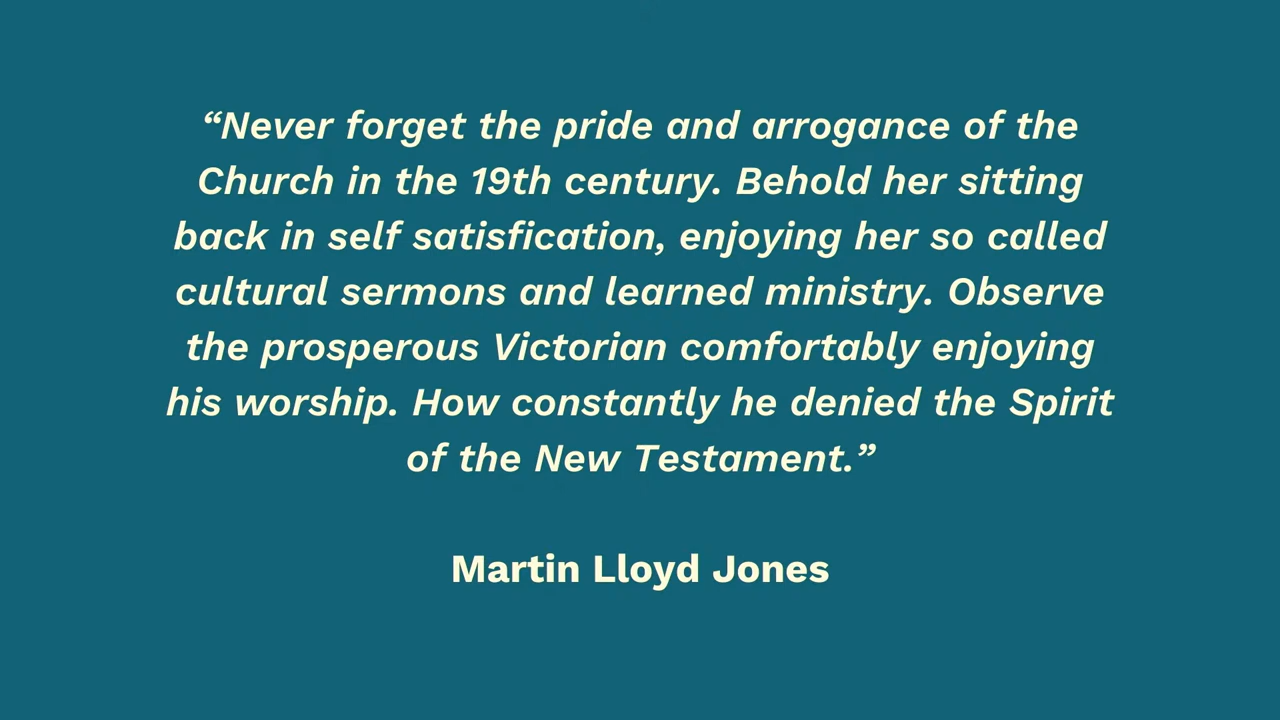 “Never forget the pride and arrogance of the
Church in the 19th century. Behold her sitting
back in self satisfication, enjoying her so called
cultural sermons and learned ministry. Observe
the prosperous Victorian comfortably enjoying
his worship. How constantly he denied the Spirit
of the New Testament.”
Martin Lloyd Jones